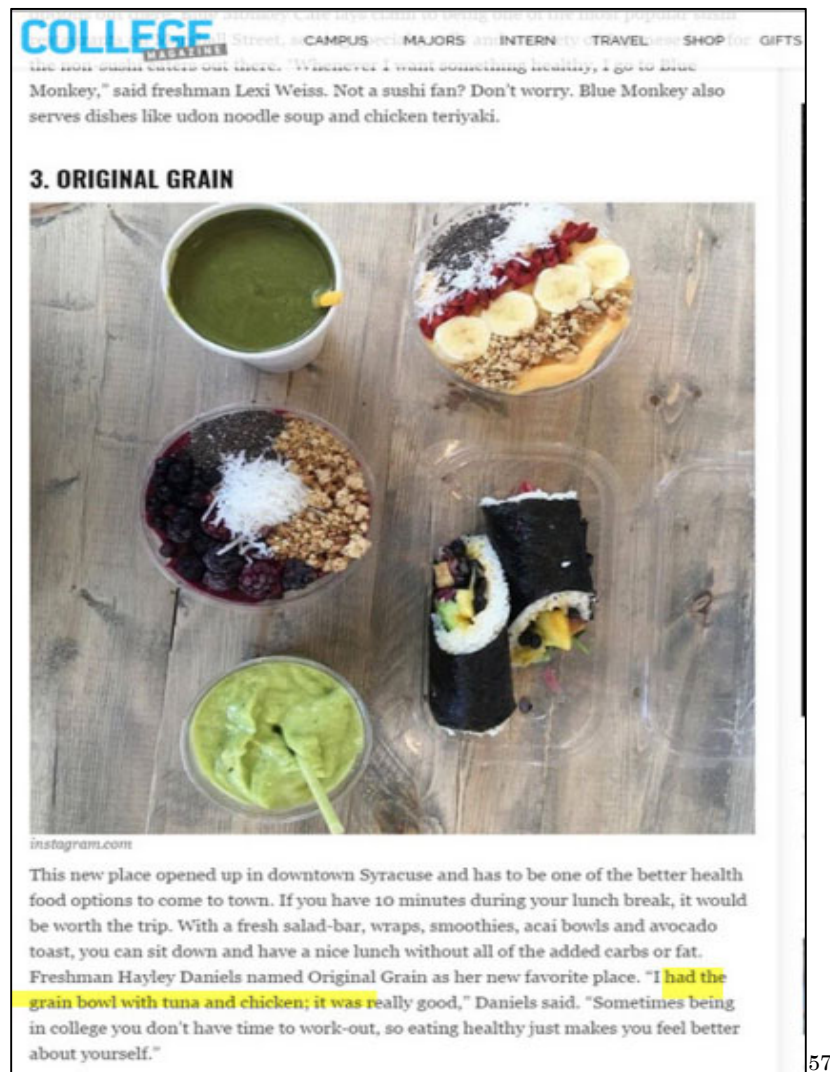 COLLEGE
MAGAZINE
CAMPUS MAJORS INTERN TRAVEL SHOP GIFTS
the non-sushi eaters out there. "Whenever I want something healthy, I go to Blue
Monkey," said freshman Lexi Weiss. Not a sushi fan? Don't worry. Blue Monkey also
serves dishes like udon noodle soup and chicken teriyaki.
3. ORIGINAL GRAIN
instagram.com
This new place opened up in downtown Syracuse and has to be one of the better health
food options to come to town. If you have 10 minutes during your lunch break, it would
be worth the trip. With a fresh salad-bar, wraps, smoothies, acai bowls and avocado
toast, you can sit down and have a nice lunch without all of the added carbs or fat.
Freshman Hayley Daniels named Original Grain as her new favorite place. "I had the
grain bowl with tuna and chicken; it was really good," Daniels said. "Sometimes being
in college you don't have time to work-out, so eating healthy just makes you feel better
about yourself."
57